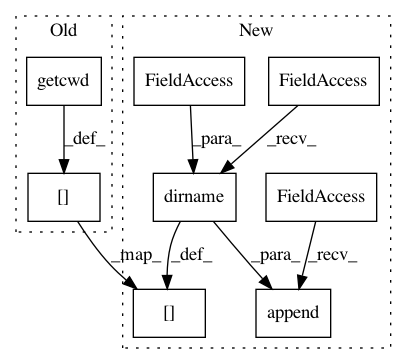 Old
New
getcwd
FieldAccess
FieldAccess
_def_
_para_
_recv_
[]
dirname
FieldAccess
_map_
_def_
_para_
_recv_
[]
append